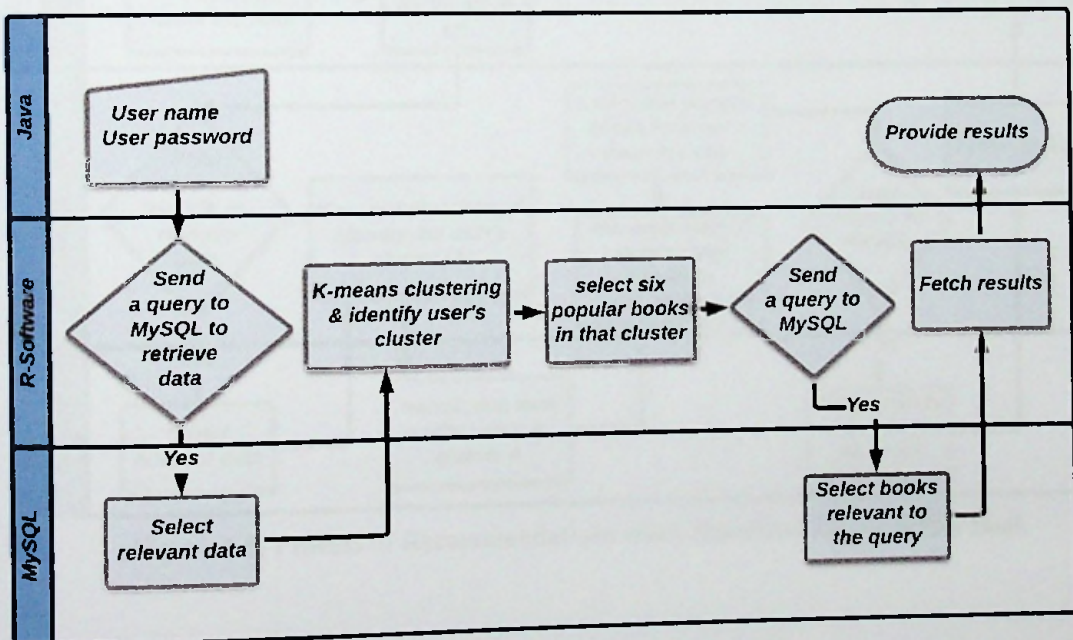 Java
User name
User password
Provide results
R-Software
Send
a query to
MySQL to
retrieve
data
K-means clustering
& identify user's
cluster
select six
popular books
in that cluster
Send
a query to
MySQL
Fetch results
Yes
Yes
MySQL
Select
relevant data
Select books
relevant to
the query